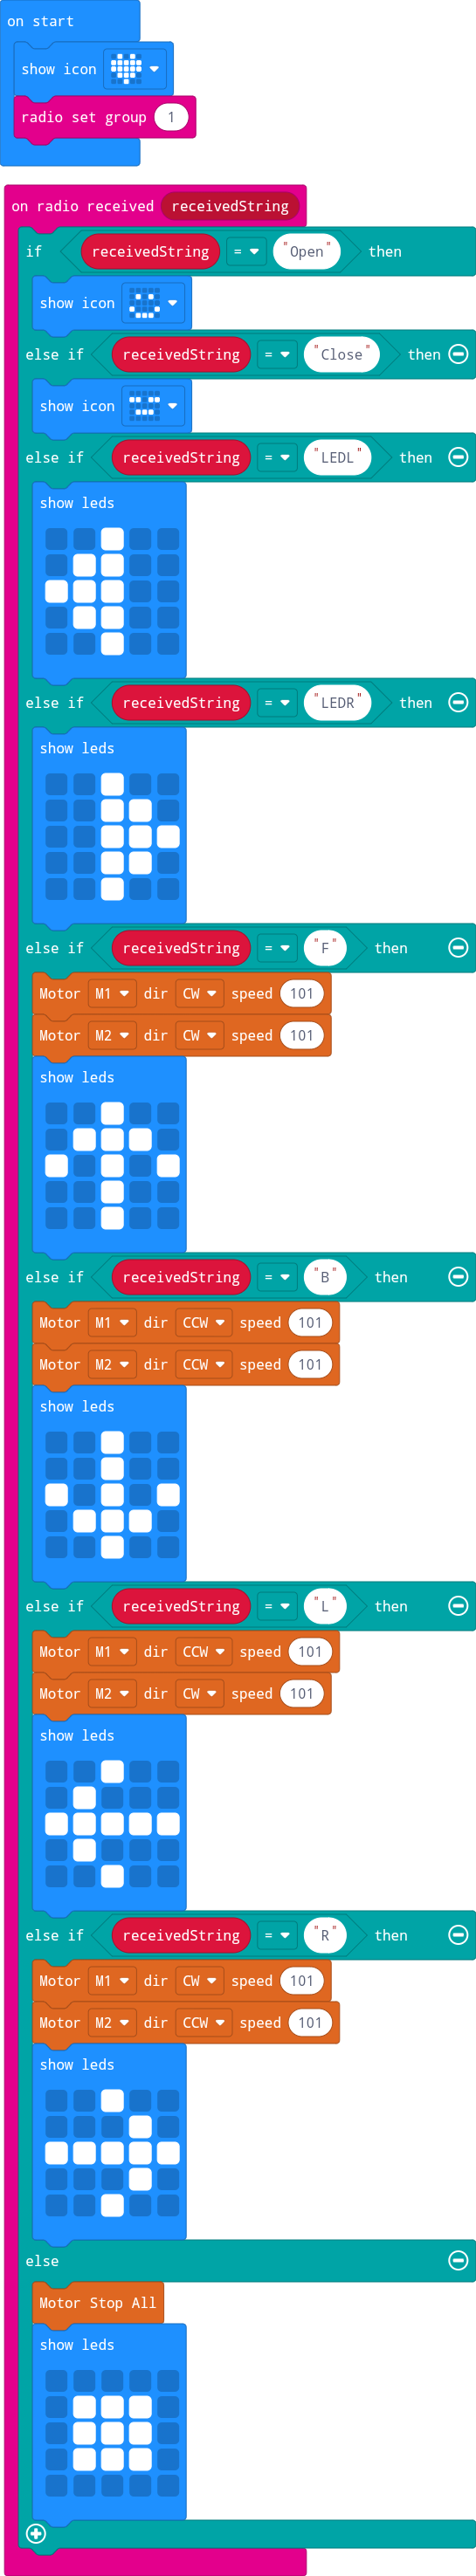 on start
show icon
radio set group 1
on radio received receivedString
if receivedString = "Open" then
show icon
else if receivedString = "Close" then
show icon
else if receivedString = "LEDL" then
show leds
else if receivedString = "LEDR" then
show leds
else if receivedString = "F" then
Motor M1 dir CW speed 101
Motor M2 dir CW speed 101
show leds
else if receivedString = "B" then
Motor M1 dir CCW speed 101
Motor M2 dir CCW speed 101
show leds
else if receivedString = "L" then
Motor M1 dir CCW speed 101
Motor M2 dir CW speed 101
show leds
else if receivedString = "R" then
Motor M1 dir CW speed 101
Motor M2 dir CCW speed 101
show leds
else
Motor Stop All
show leds